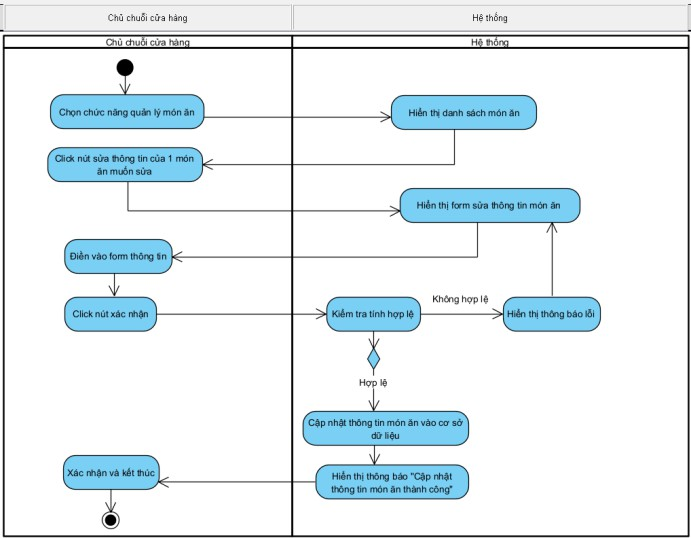 Chủ chuỗi cửa hàng
Hệ thống
Chủ chuỗi cửa hàng
Hệ thống
Chọn chức năng quản lý món ăn
Hiển thị danh sách món ăn
Click nút sửa thông tin của 1 món
ăn muốn sửa
Hiển thị form sửa thông tin món ăn
Điền vào form thông tin
Click nút xác nhận
Kiểm tra tính hợp lệ
Không hợp lệ
Hiển thị thông báo lỗi
Hợp lệ
Cập nhật thông tin món ăn vào cơ sở
dữ liệu
Xác nhận và kết thúc
Hiển thị thông báo "Cập nhật
thông tin món ăn thành công"